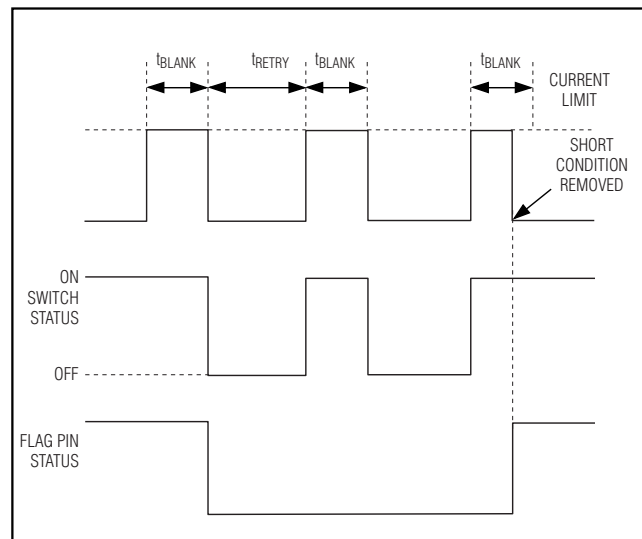 tBLANK tRETRY tBLANK tBLANK
CURRENT
LIMIT
SHORT
CONDITION
REMOVED
ON
SWITCH
STATUS
OFF
FLAG PIN
STATUS